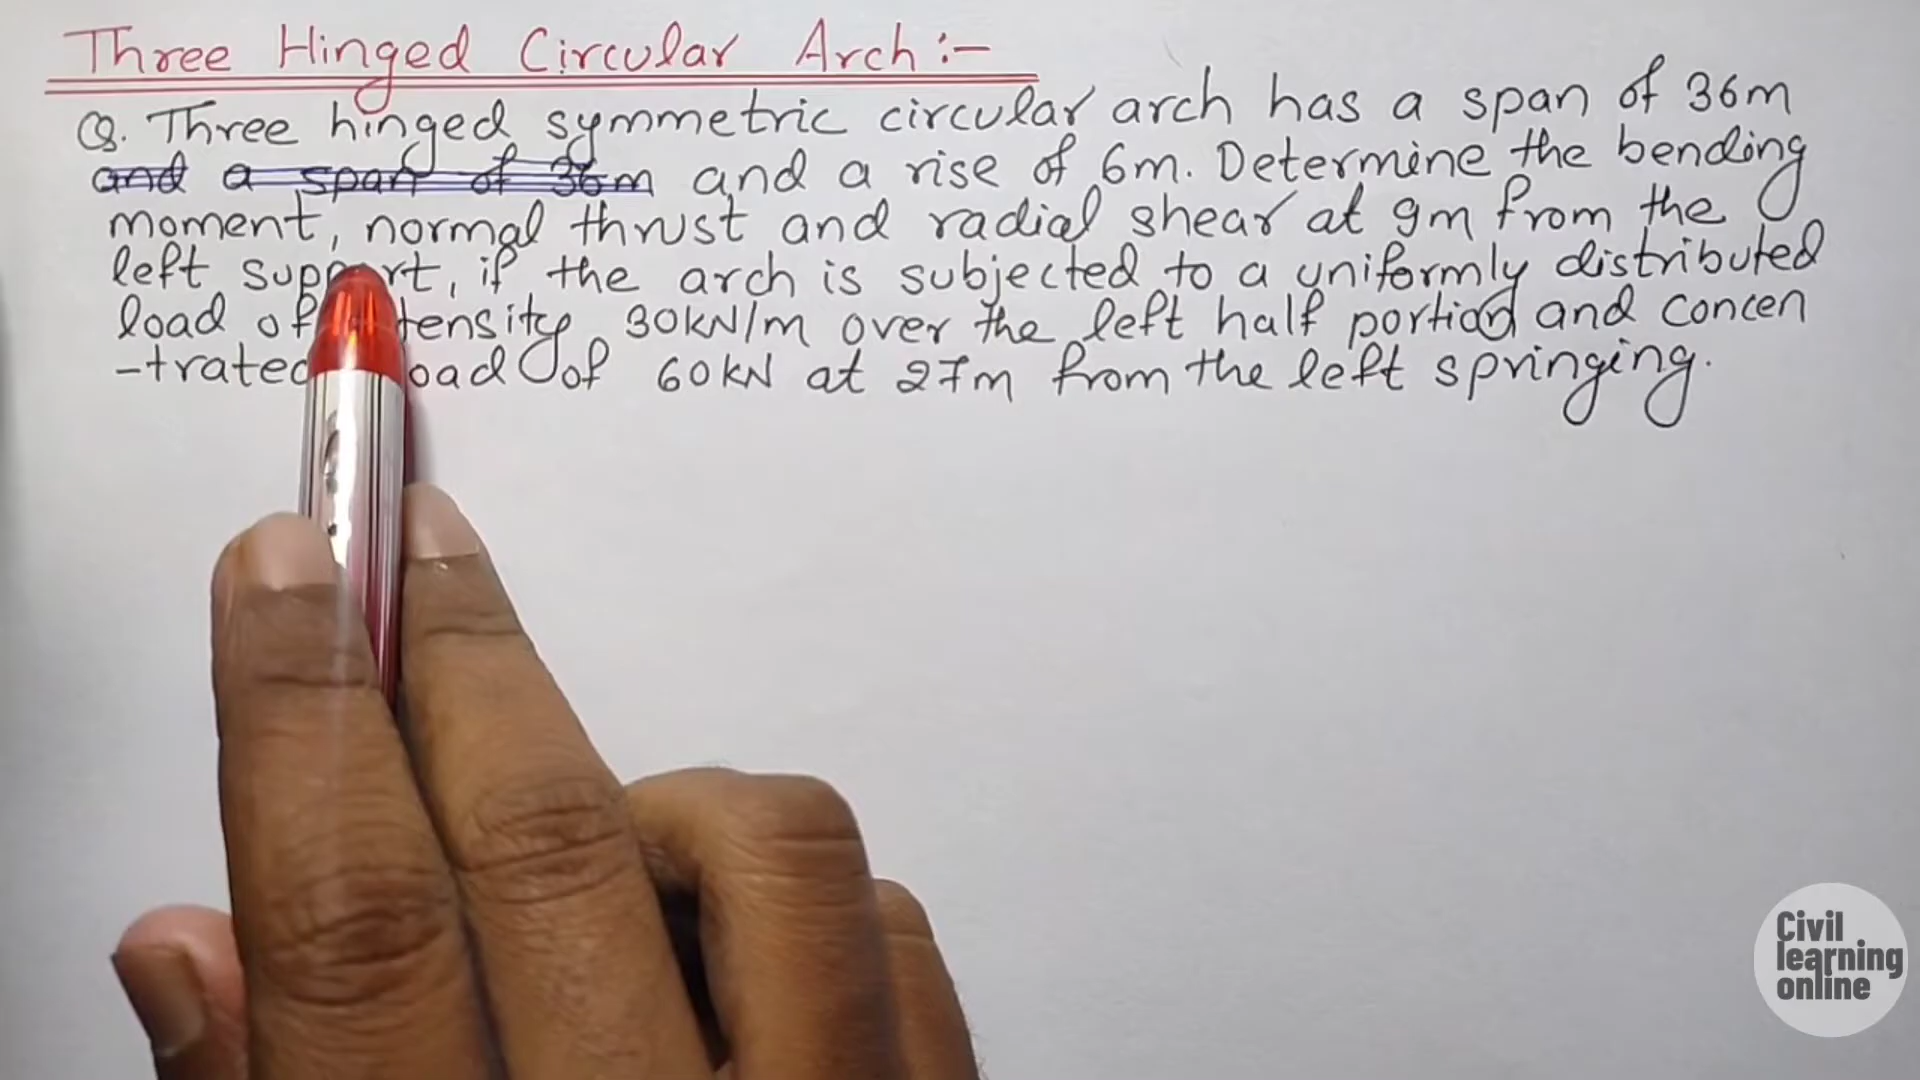 Three Hinged Circular Arch:-
Q. Three hinged symmetric circular arch has a span of 36m
and a span of 36m and a rise of 6m. Determine the bending
moment, normal thrust and radial shear at 9m from the
left support, if the arch is subjected to a uniformly distributed
load of tensity 30kN/m over the left half portion and concen
-trated load of 60kN at 27m from the left springing.
Civil
learning
online